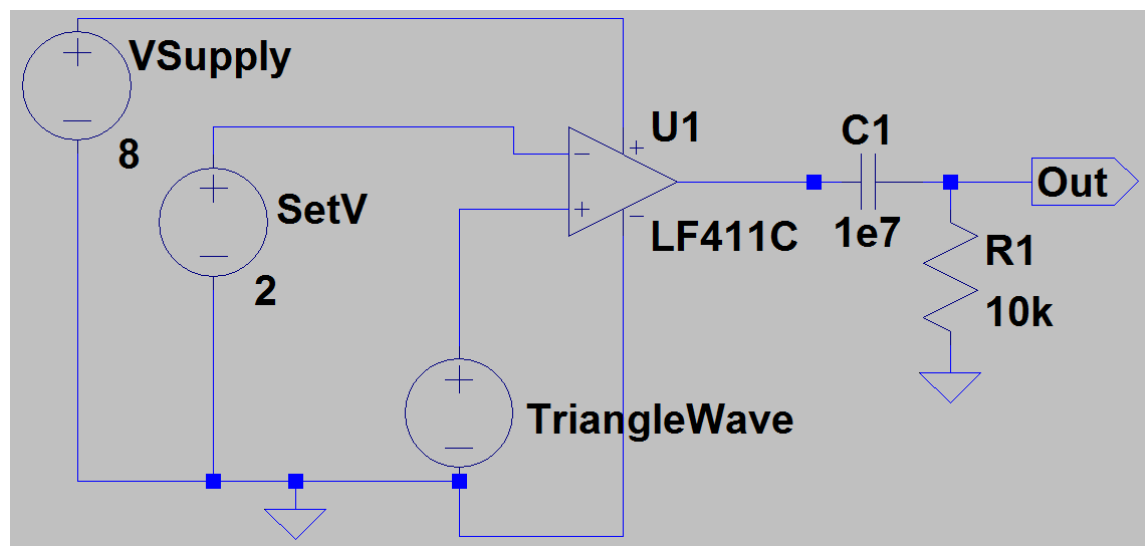 VSupply
8
SetV
2
TriangleWave
U1
LF411C
C1
1e7
Out
R1
10k